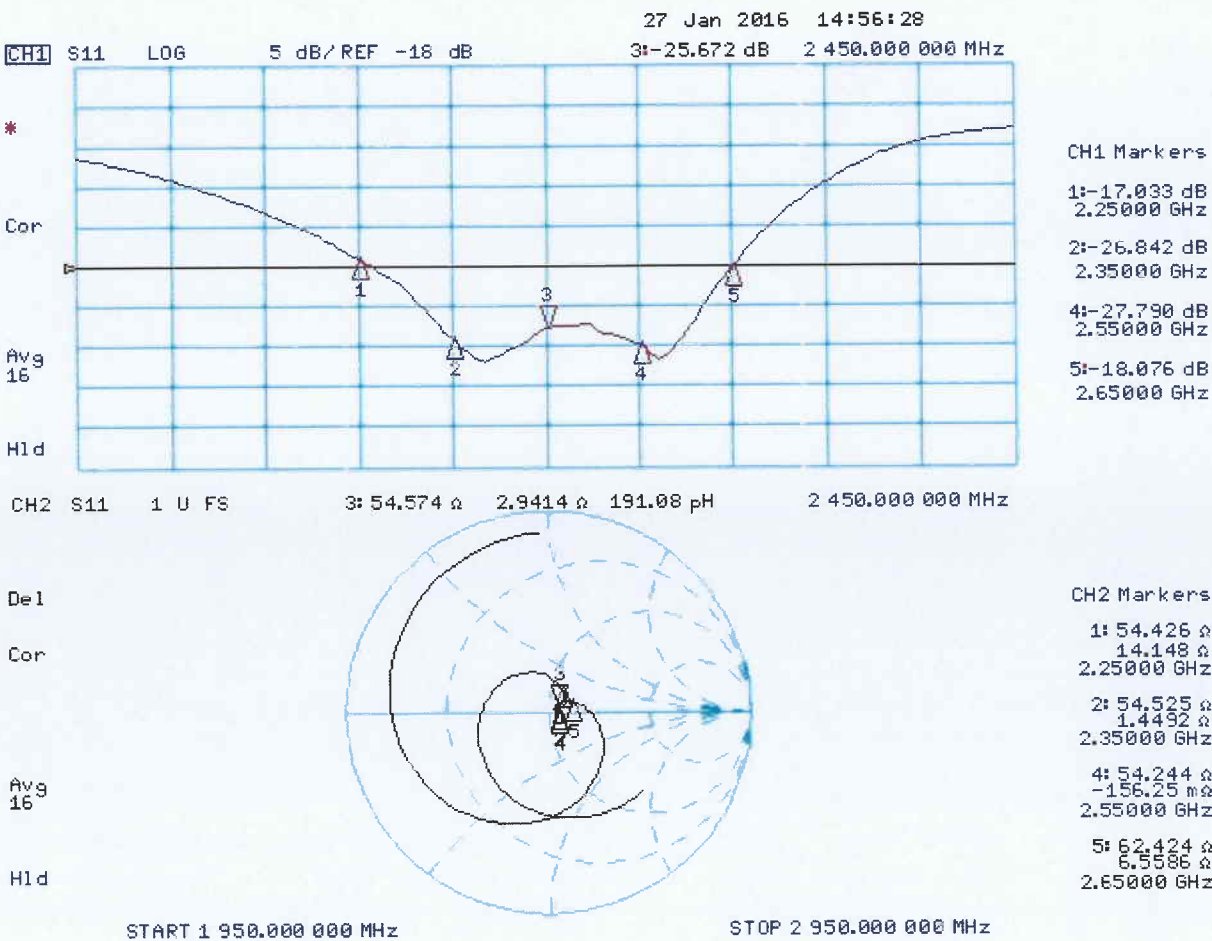 27 Jan 2016 14:56:28
CH1 S11 LOG 5 dB/REF -18 dB 3:-25.672 dB 2 450.000 000 MHz
*
Cor
Avg
16
Hld
1
2
3
4
5
CH1 Markers
1:-17.033 dB
2.25000 GHz
2:-26.842 dB
2.35000 GHz
4:-27.790 dB
2.55000 GHz
5:-18.076 dB
2.65000 GHz
CH2 S11 1 U FS 3: 54.574 Ω 2.9414 Ω 191.08 pH 2 450.000 000 MHz
Del
Cor
Avg
16
Hld
3
5
4
CH2 Markers
1: 54.426 Ω
14.148 Ω
2.25000 GHz
2: 54.525 Ω
1.4492 Ω
2.35000 GHz
4: 54.244 Ω
-156.25 mΩ
2.55000 GHz
5: 62.424 Ω
6.5586 Ω
2.65000 GHz
START 1 950.000 000 MHz STOP 2 950.000 000 MHz